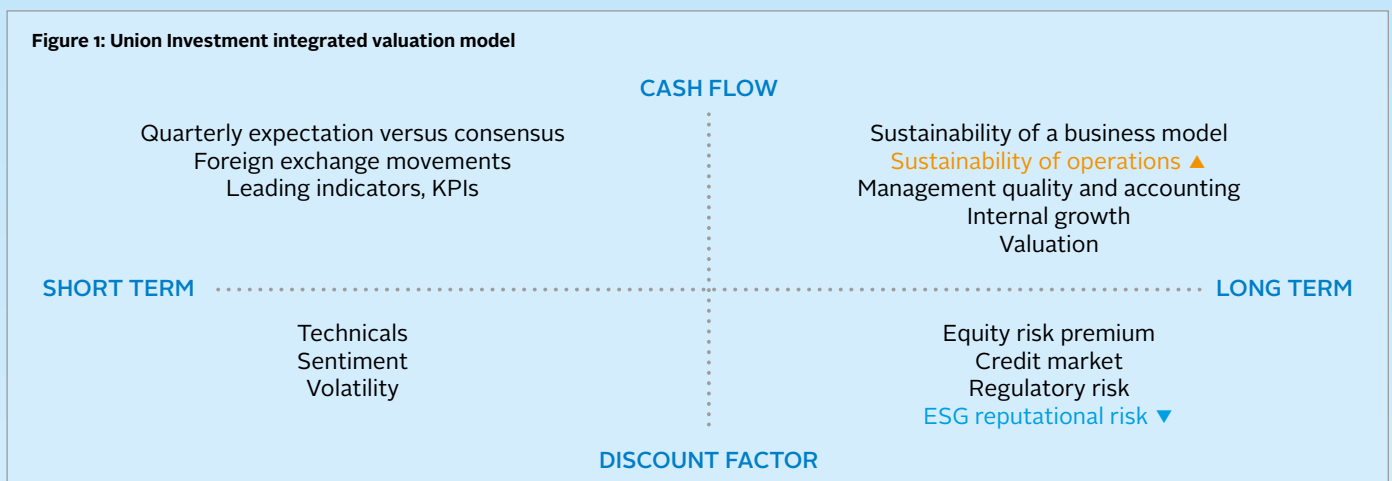 Figure 1: Union Investment integrated valuation model
CASH FLOW
Quarterly expectation versus consensus
Foreign exchange movements
Leading indicators, KPIs
Sustainability of a business model
Sustainability of operations ▲
Management quality and accounting
Internal growth
Valuation
SHORT TERM
LONG TERM
Technicals
Sentiment
Volatility
Equity risk premium
Credit market
Regulatory risk
ESG reputational risk ▼
DISCOUNT FACTOR